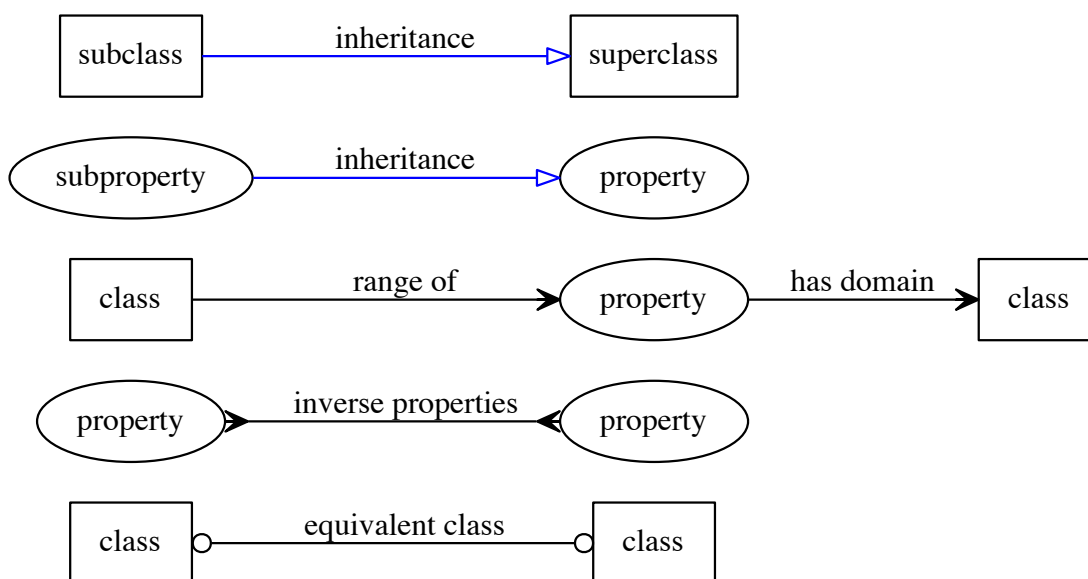 subclass inheritance superclass
subproperty inheritance property
class range of property has domain class
property inverse properties property
class equivalent class class